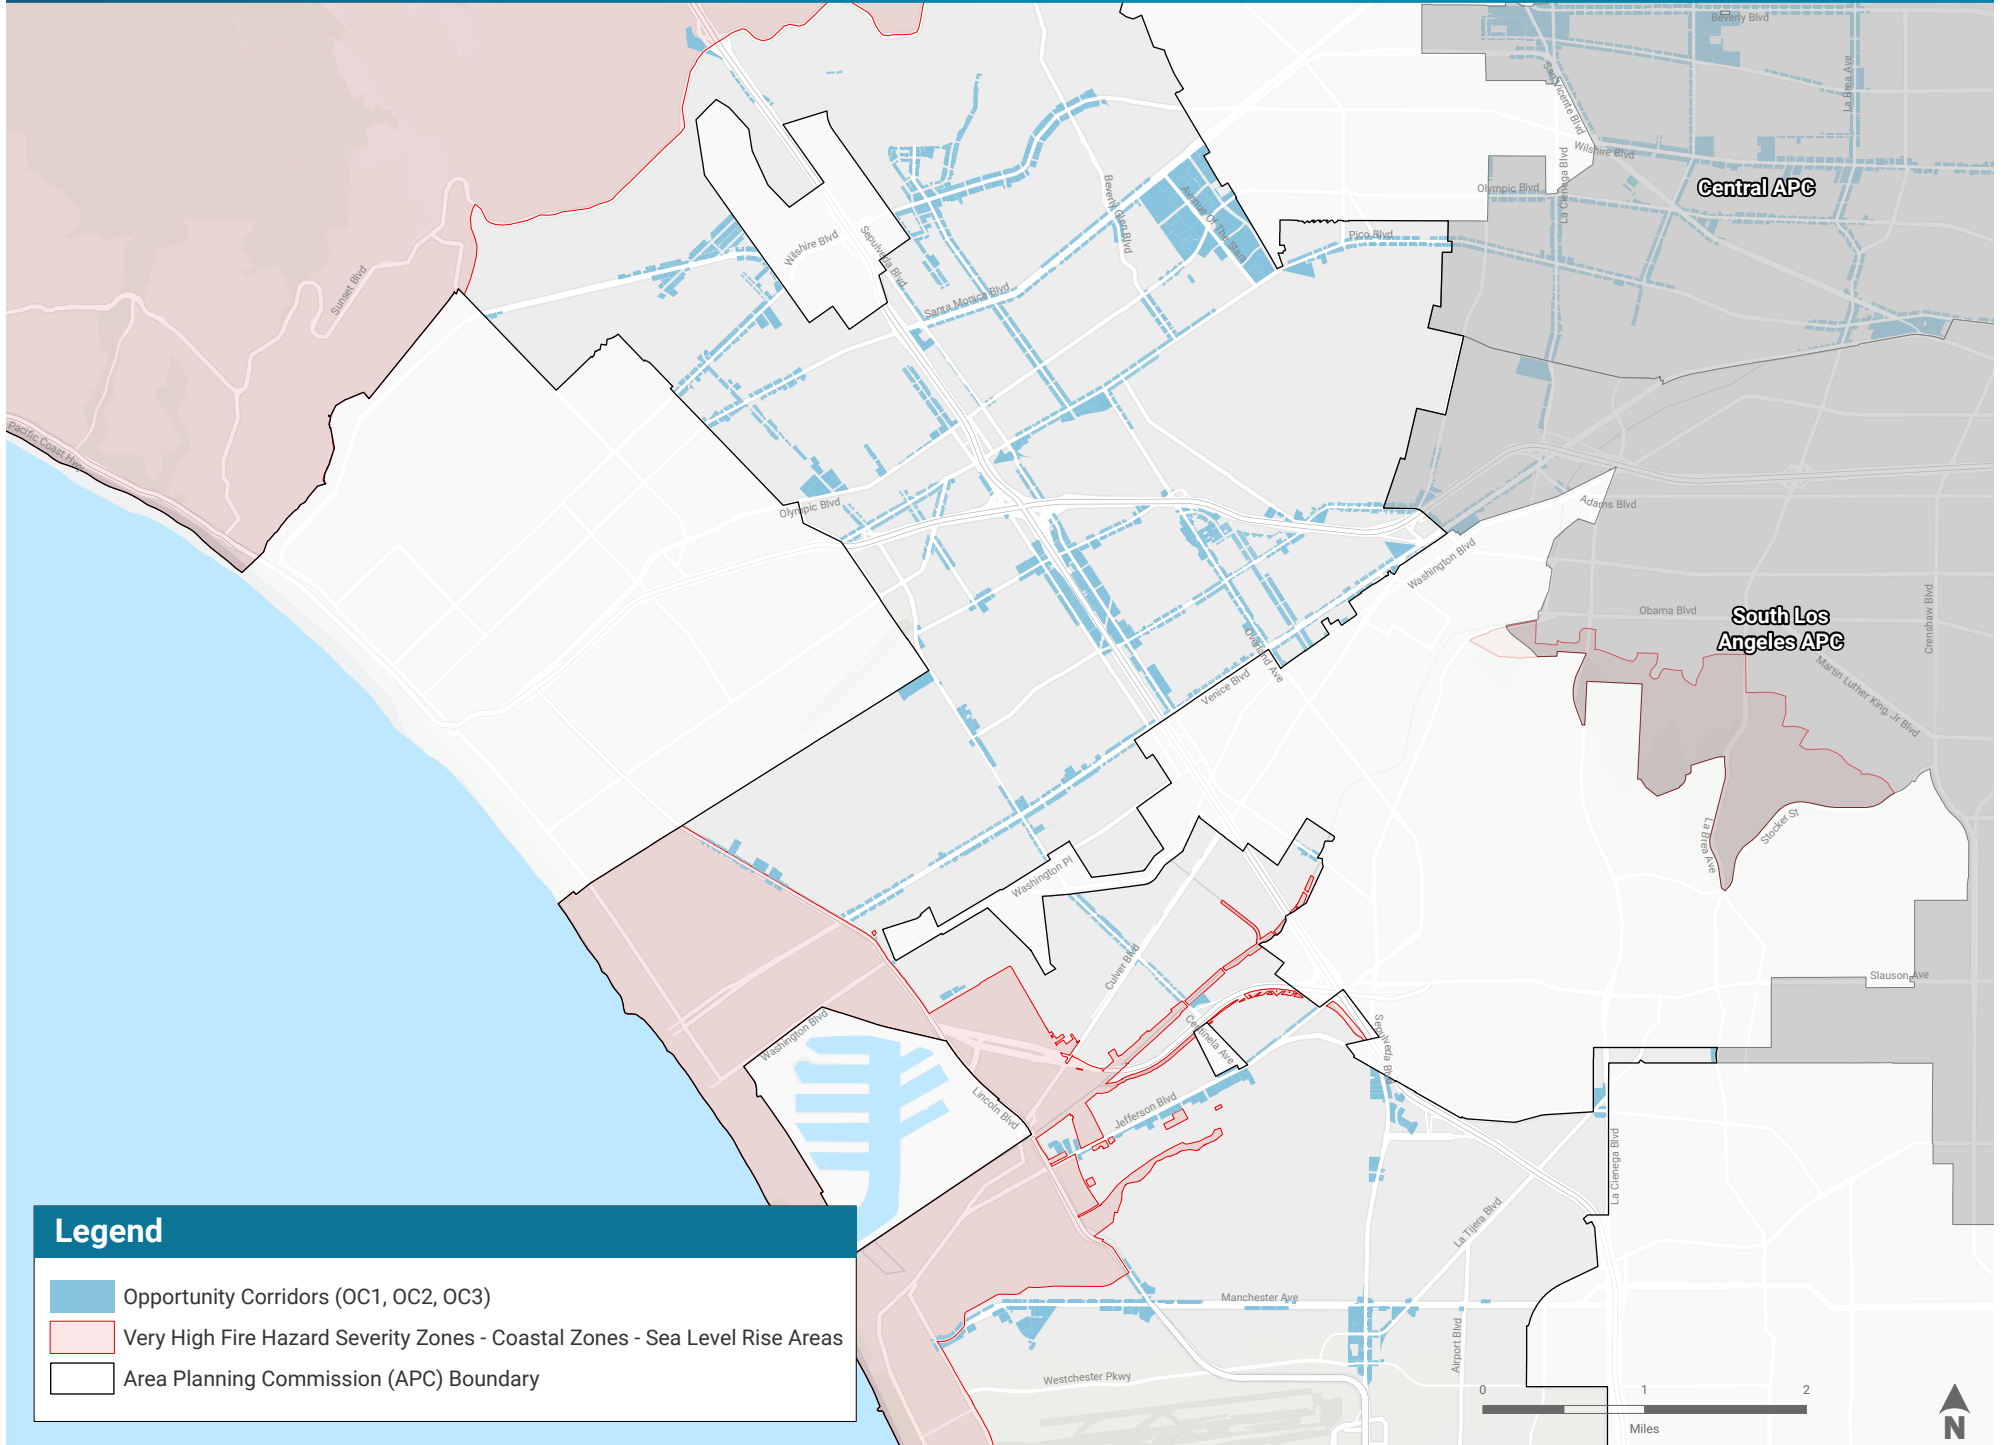 Beverly Blvd
La Brea Ave
San Vicente Blvd
Wilshire Blvd
La Cienega Blvd
Olympic Blvd
Central APC
Beverly Glen Blvd
Avenue Of The Stars
Pico Blvd
Wilshire Blvd
Sepulveda Blvd
Santa Monica Blvd
Sunset Blvd
Pacific Coast Hwy
Olympic Blvd
Adams Blvd
Washington Blvd
Obama Blvd
South Los
Angeles APC
Crenshaw Blvd
Martin Luther King, Jr Blvd
Overland Ave
Venice Blvd
La Brea Ave
Stocker St
Washington Pl
Culver Blvd
Slauson Ave
Centinela Ave
Sepulveda Blvd
Washington Blvd
Lincoln Blvd
Jefferson Blvd
La Cienega Blvd
La Tijera Blvd
Manchester Ave
Airport Blvd
Westchester Pkwy
Legend
Opportunity Corridors (OC1, OC2, OC3)
Very High Fire Hazard Severity Zones - Coastal Zones - Sea Level Rise Areas
Area Planning Commission (APC) Boundary
0 1 2
Miles
N